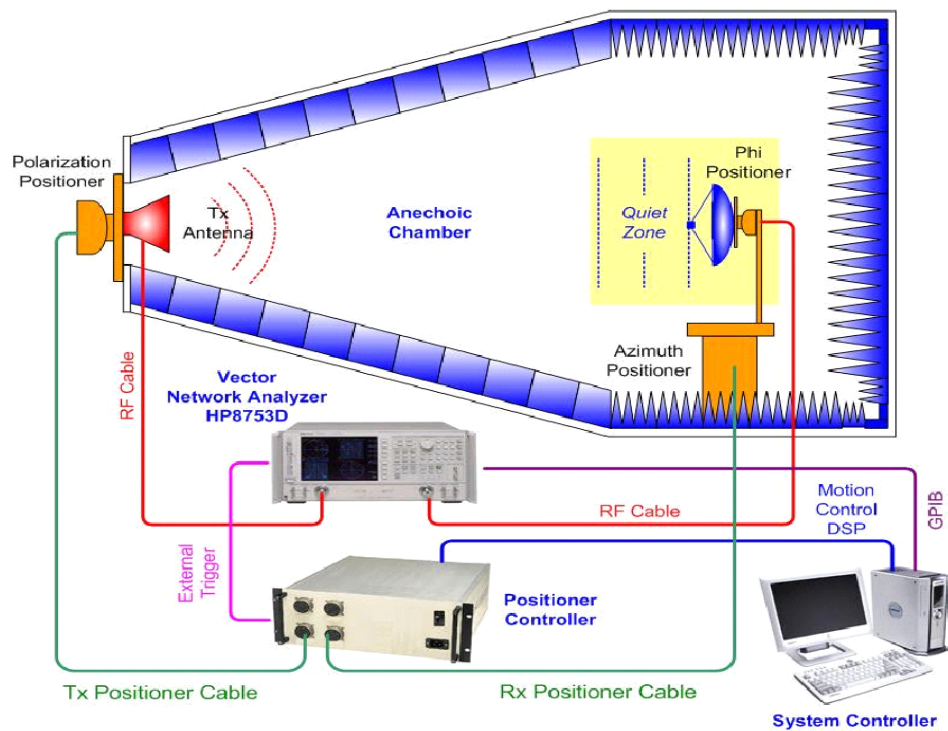 Polarization
Positioner
Tx
Antenna
Anechoic
Chamber
Quiet
Zone
Phi
Positioner
Azimuth
Positioner
RF Cable
Vector
Network Analyzer
HP8753D
RF Cable
Motion
Control
DSP
GPIB
External
Trigger
Positioner
Controller
Tx Positioner Cable
Rx Positioner Cable
System Controller